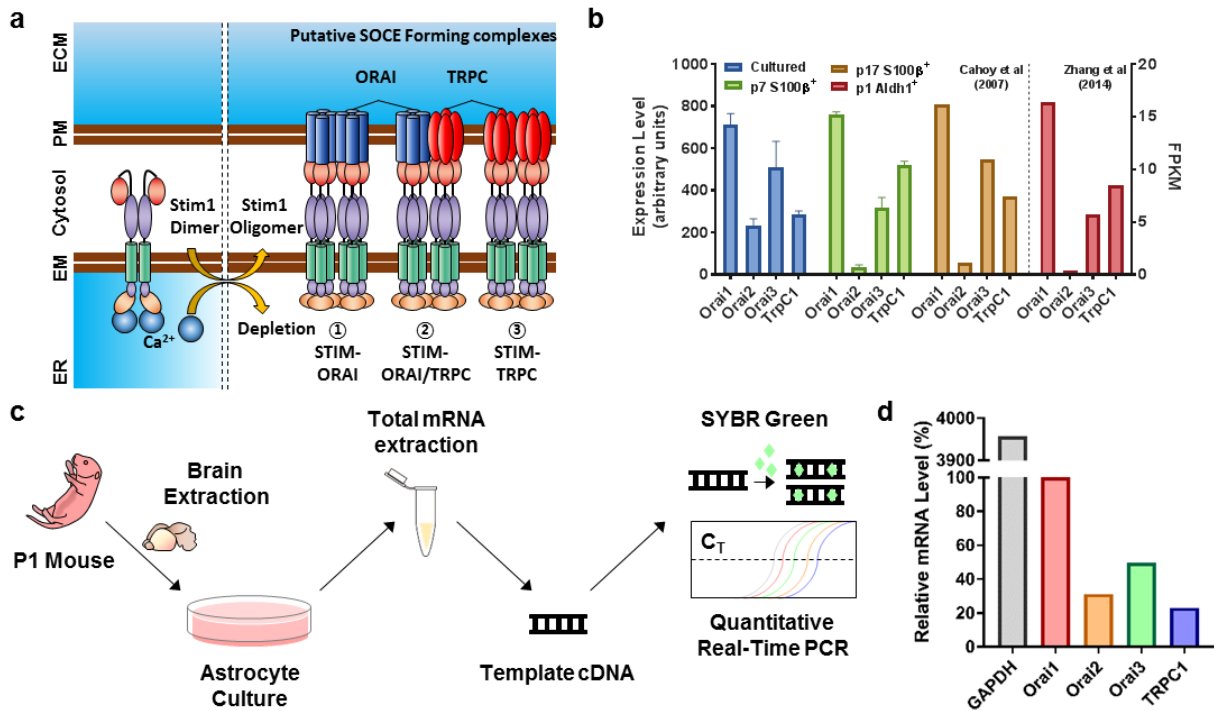 a
ECM
PM
Cytosol
EM
ER
Putative SOCE Forming complexes
ORAI
TRPC
Stim1
Dimer
Stim1
Oligomer
Ca²⁺
Depletion
①
STIM-
ORAI
②
STIM-
ORAI/TRPC
③
STIM-
TRPC
b
Cultured
p7 S100β⁺
p17 S100β⁺
p1 Aldh1⁺
Cahoy et al
(2007)
Zhang et al
(2014)
Expression Level
(arbitrary units)
1000
800
600
400
200
0
20
15
10
5
0
FPKM
Orai1
Orai2
Orai3
TrpC1
Orai1
Orai2
Orai3
TrpC1
Orai1
Orai2
Orai3
TrpC1
Orai1
Orai2
Orai3
TrpC1
c
P1 Mouse
Brain
Extraction
Astrocyte
Culture
Total mRNA
extraction
Template cDNA
SYBR Green
C_T
Quantitative
Real-Time PCR
d
Relative mRNA Level (%)
4000
3900
100
80
60
40
20
0
GAPDH
Orai1
Orai2
Orai3
TRPC1